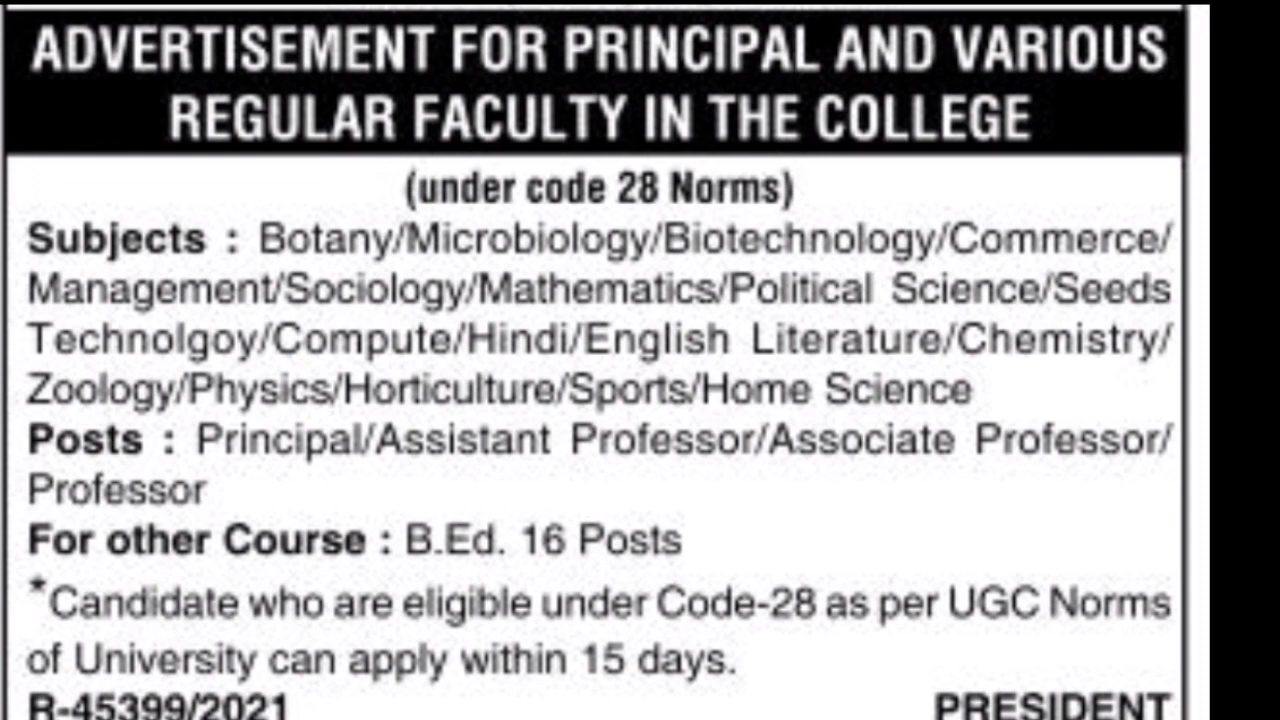 ADVERTISEMENT FOR PRINCIPAL AND VARIOUS
REGULAR FACULTY IN THE COLLEGE
(under code 28 Norms)
Subjects : Botany/Microbiology/Biotechnology/Commerce/
Management/Sociology/Mathematics/Political Science/Seeds
Technolgoy/Compute/Hindi/English Literature/Chemistry/
Zoology/Physics/Horticulture/Sports/Home Science
Posts : Principal/Assistant Professor/Associate Professor/
Professor
For other Course : B.Ed. 16 Posts
*Candidate who are eligible under Code-28 as per UGC Norms
of University can apply within 15 days.
R-45399/2021 PRESIDENT